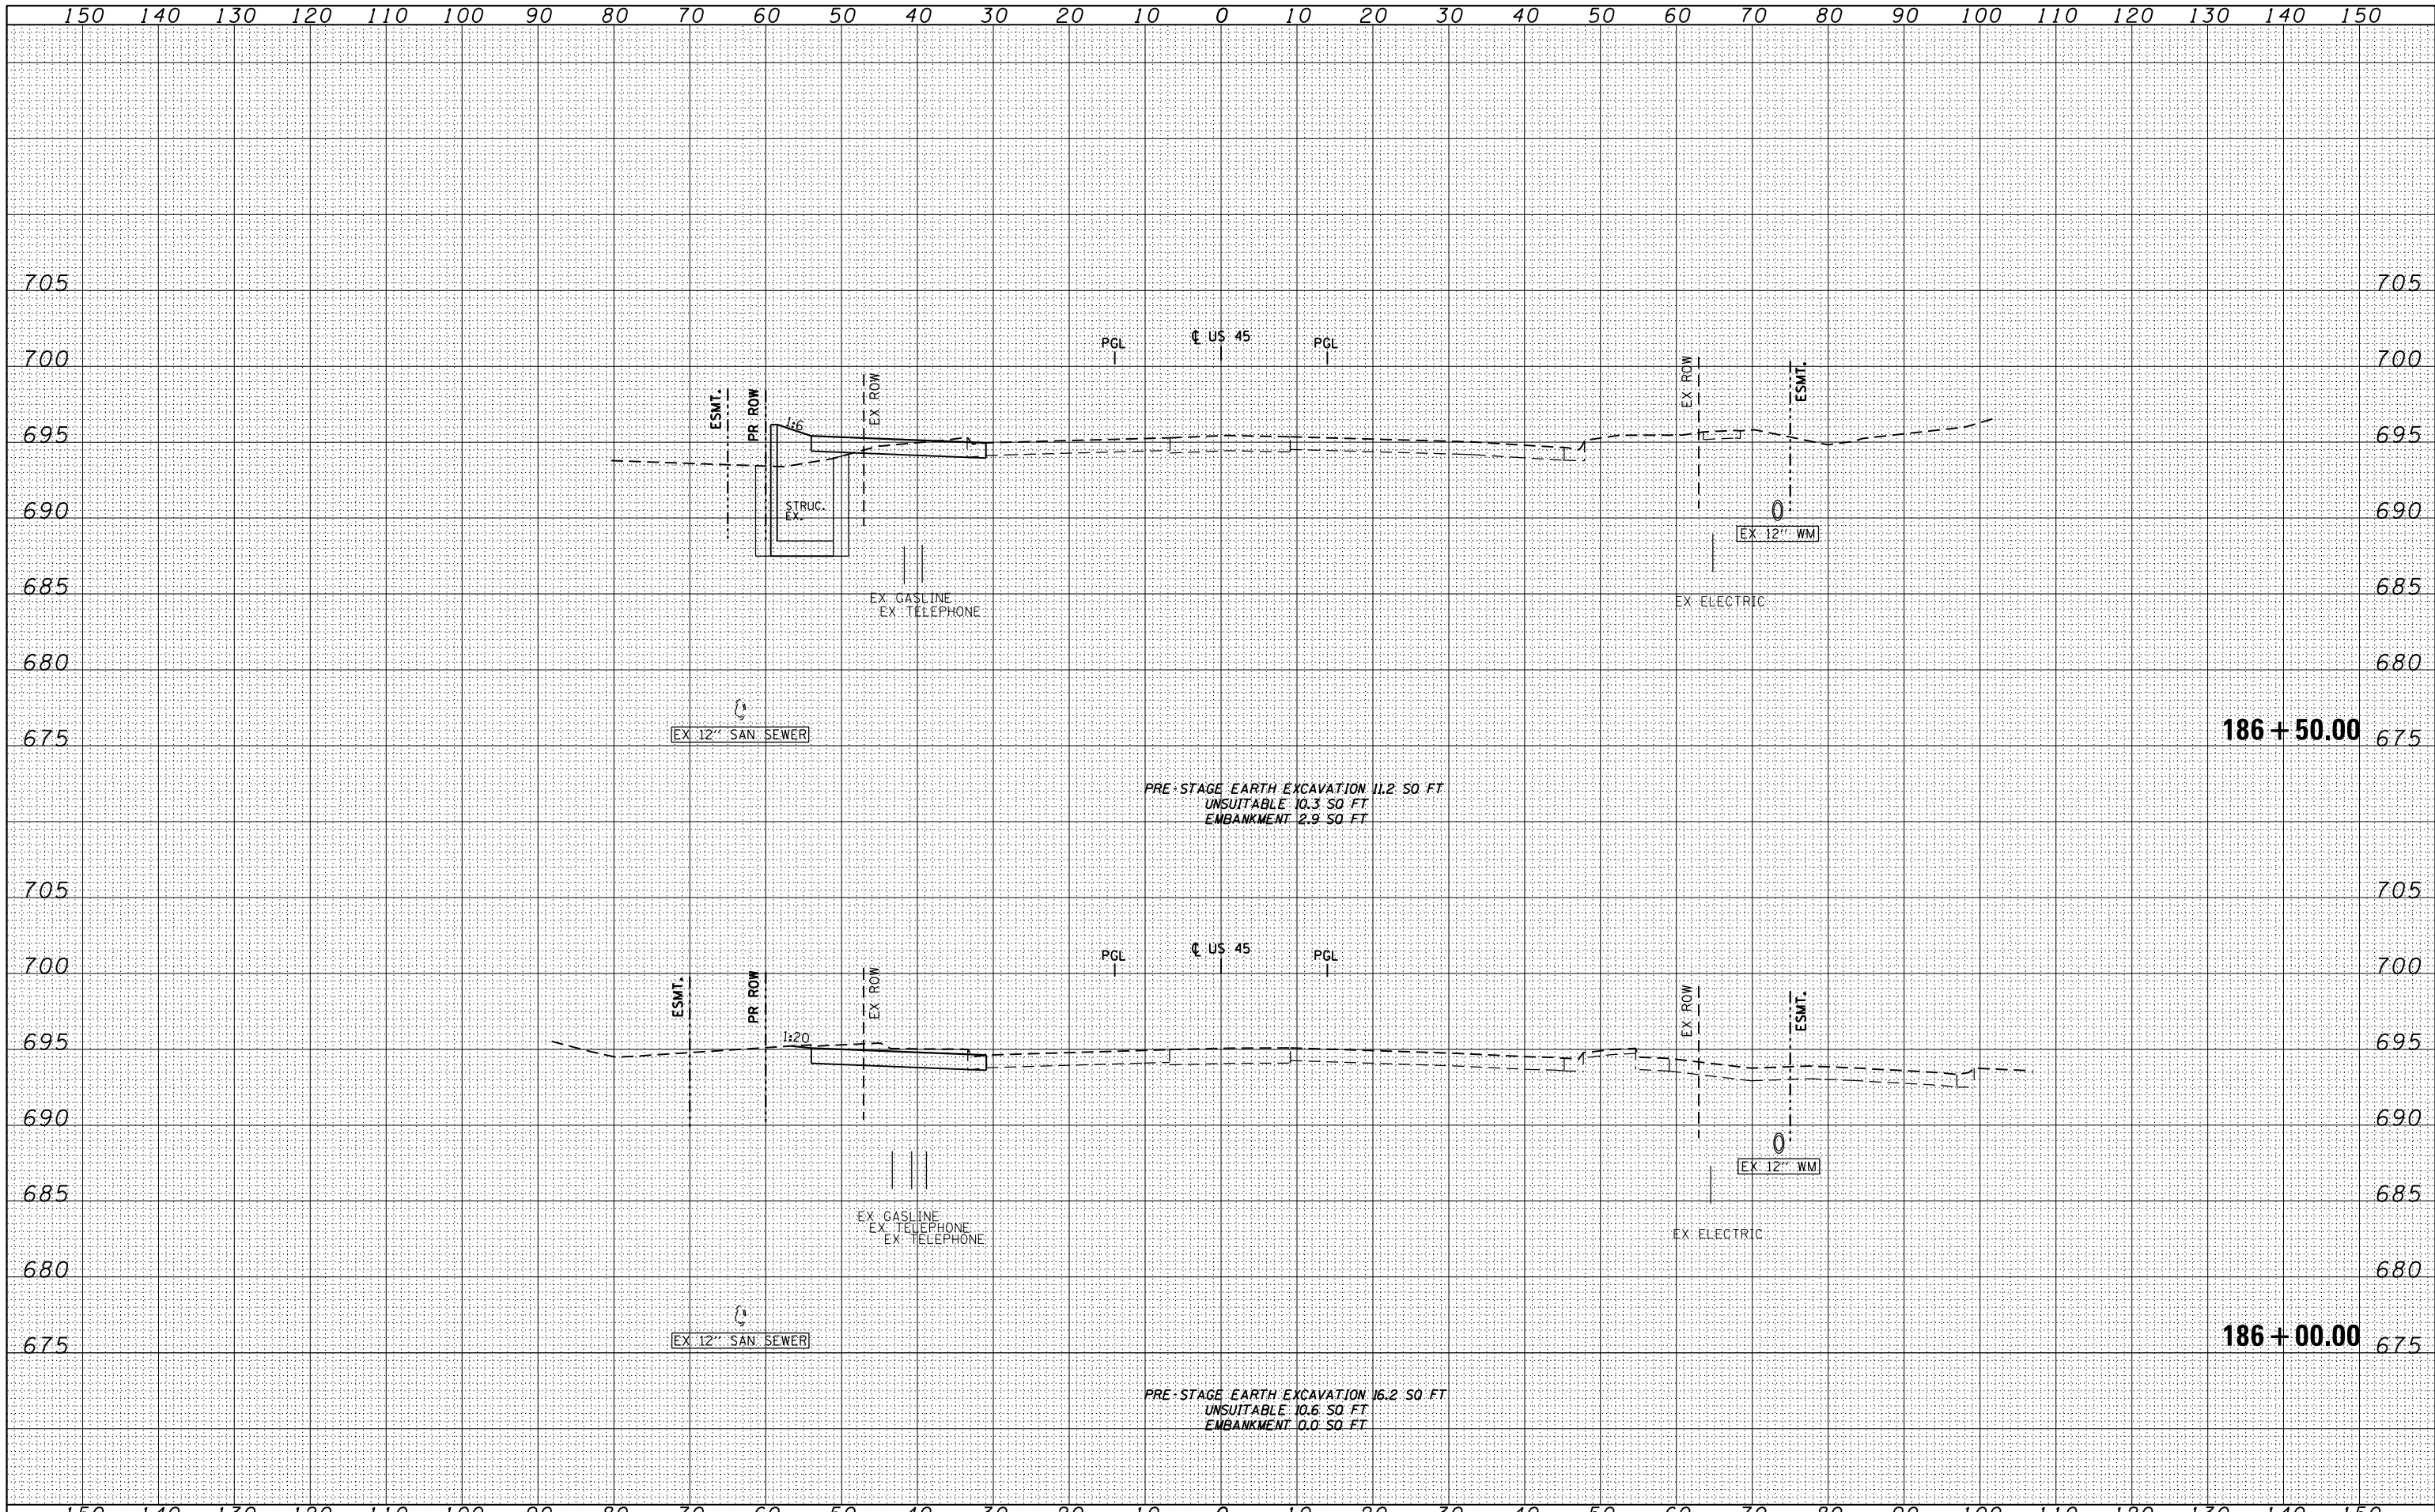 150 140 130 120 110 100 90 80 70 60 50 40 30 20 10 0 10 20 30 40 50 60 70 80 90 100 110 120 130 140 150
705 705
℄ US 45
PGL PGL
700 700
ESMT. PR ROW EX ROW EX ROW ESMT.
1:6
695 695
STRUC.
EX.
690 690
EX 12" WM
685 685
EX GASLINE
EX TELEPHONE
EX ELECTRIC
680 680
EX 12" SAN SEWER
186+50.00
675 675
PRE-STAGE EARTH EXCAVATION 11.2 SQ FT
UNSUITABLE 10.3 SQ FT
EMBANKMENT 2.9 SQ FT
705 705
℄ US 45
PGL PGL
700 700
ESMT. PR ROW EX ROW EX ROW ESMT.
1:20
695 695
690 690
EX 12" WM
685 685
EX GASLINE
EX TELEPHONE
EX TELEPHONE
EX ELECTRIC
680 680
EX 12" SAN SEWER
186+00.00
675 675
PRE-STAGE EARTH EXCAVATION 16.2 SQ FT
UNSUITABLE 10.6 SQ FT
EMBANKMENT 0.0 SQ FT
150 140 130 120 110 100 90 80 70 60 50 40 30 20 10 0 10 20 30 40 50 60 70 80 90 100 110 120 130 140 150